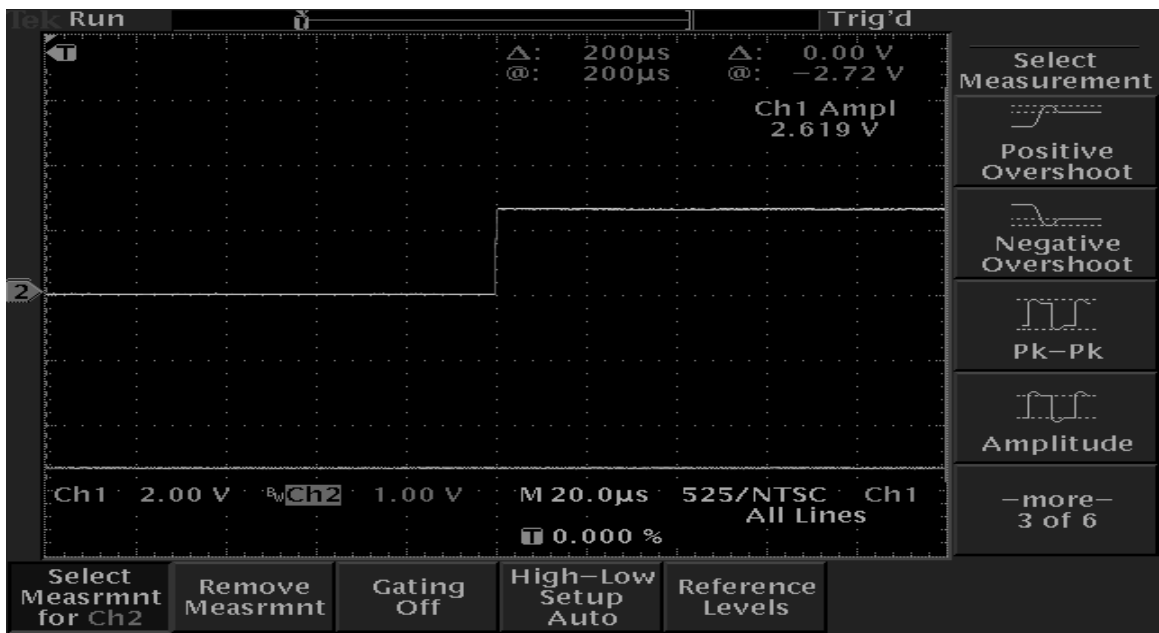 Tek Run
Trig'd
T
Δ: 200µs Δ: 0.00 V
@: 200µs @: −2.72 V
Ch1 Ampl
2.619 V
2
Ch1 2.00 V BW Ch2 1.00 V M 20.0µs 525/NTSC Ch1
All Lines
T 0.000 %
Select
Measurement
Positive
Overshoot
Negative
Overshoot
Pk−Pk
Amplitude
−more−
3 of 6
Select
Measrmnt
for Ch2
Remove
Measrmnt
Gating
Off
High−Low
Setup
Auto
Reference
Levels